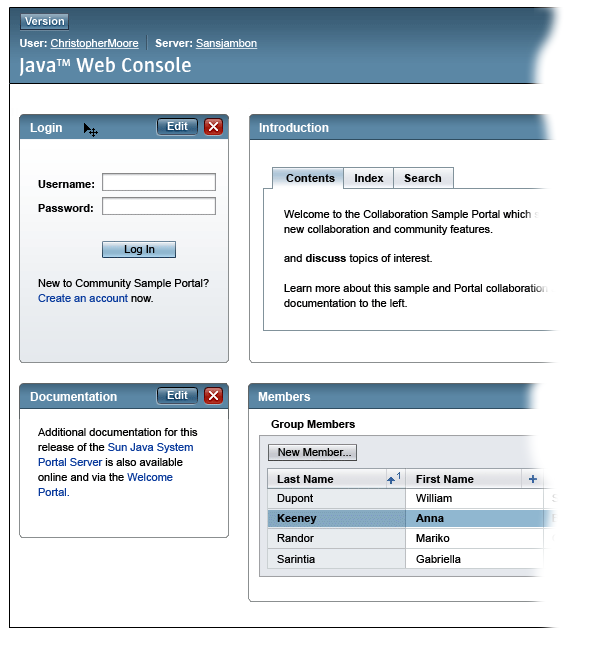 Version
User: ChristopherMoore Server: Sansjambon
Java™ Web Console
Login Edit
Username:
Password:
Log In
New to Community Sample Portal?
Create an account now.
Introduction
Contents Index Search
Welcome to the Collaboration Sample Portal which
new collaboration and community features.
and discuss topics of interest.
Learn more about this sample and Portal collaboration
documentation to the left.
Documentation Edit
Additional documentation for this
release of the Sun Java System
Portal Server is also available
online and via the Welcome
Portal.
Members
Group Members
New Member...
Last Name 1 First Name +
Dupont William
Keeney Anna
Randor Mariko
Sarintia Gabriella